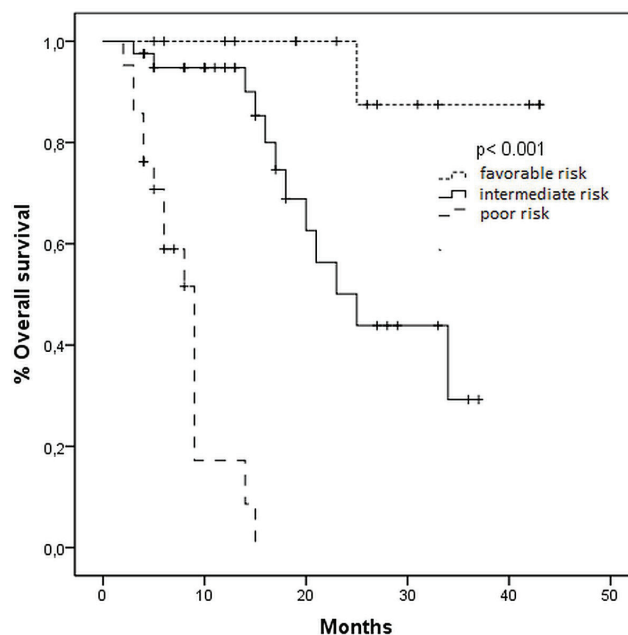 % Overall survival
1,0
0,8
0,6
0,4
0,2
0,0
p< 0.001
favorable risk
intermediate risk
poor risk
0 10 20 30 40 50
Months